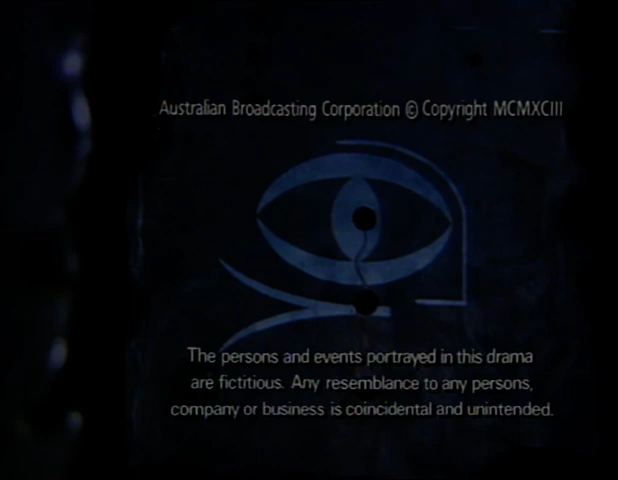 Australian Broadcasting Corporation © Copyright MCMXCIII
The persons and events portrayed in this drama
are fictitious. Any resemblance to any persons,
company or business is coincidental and unintended.